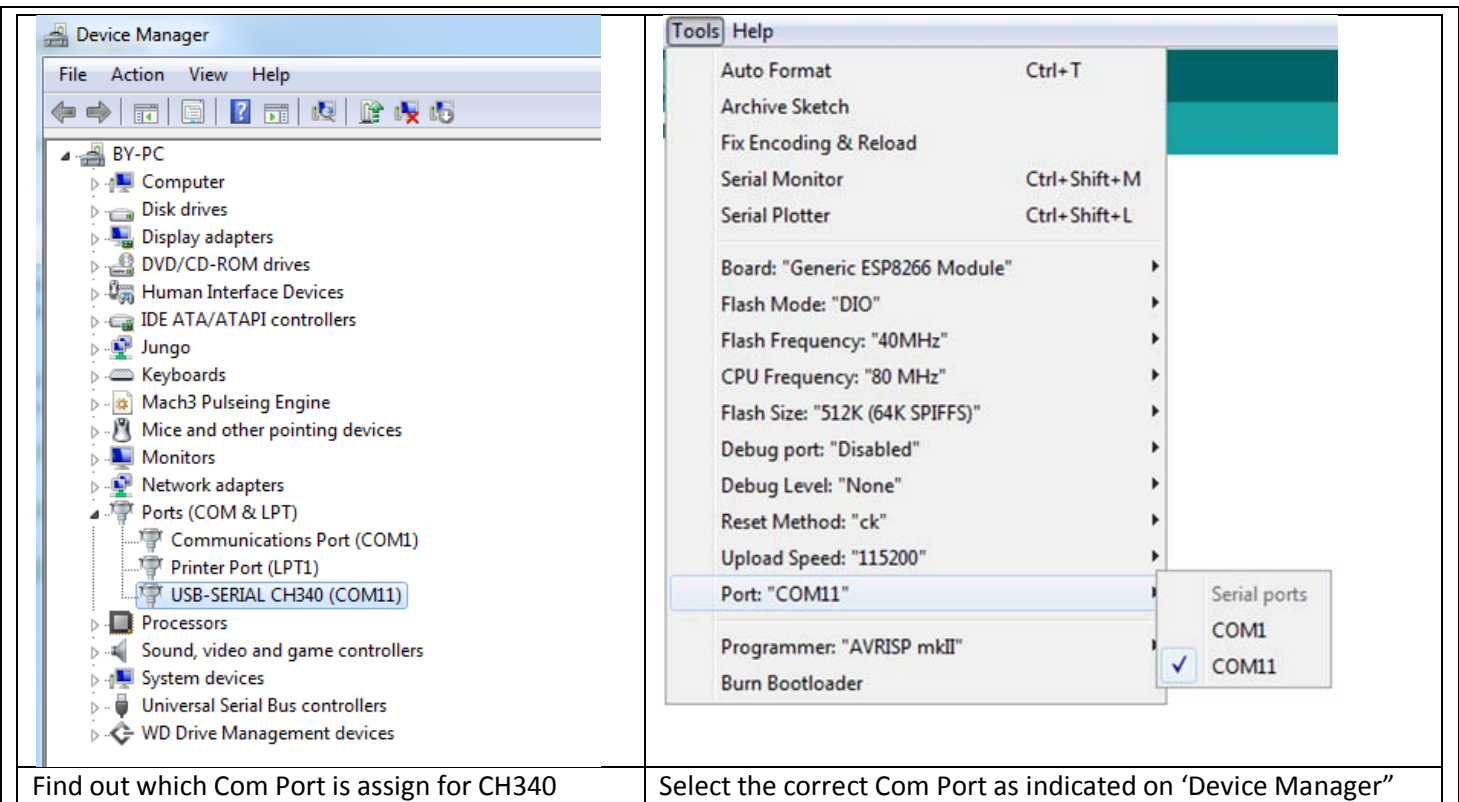 Device Manager
File Action View Help
BY-PC
Computer
Disk drives
Display adapters
DVD/CD-ROM drives
Human Interface Devices
IDE ATA/ATAPI controllers
Jungo
Keyboards
Mach3 Pulseing Engine
Mice and other pointing devices
Monitors
Network adapters
Ports (COM & LPT)
Communications Port (COM1)
Printer Port (LPT1)
USB-SERIAL CH340 (COM11)
Processors
Sound, video and game controllers
System devices
Universal Serial Bus controllers
WD Drive Management devices
Find out which Com Port is assign for CH340
Tools Help
Auto Format Ctrl+T
Archive Sketch
Fix Encoding & Reload
Serial Monitor Ctrl+Shift+M
Serial Plotter Ctrl+Shift+L
Board: "Generic ESP8266 Module"
Flash Mode: "DIO"
Flash Frequency: "40MHz"
CPU Frequency: "80 MHz"
Flash Size: "512K (64K SPIFFS)"
Debug port: "Disabled"
Debug Level: "None"
Reset Method: "ck"
Upload Speed: "115200"
Port: "COM11"
Serial ports
COM1
COM11
Programmer: "AVRISP mkII"
Burn Bootloader
Select the correct Com Port as indicated on ‘Device Manager”